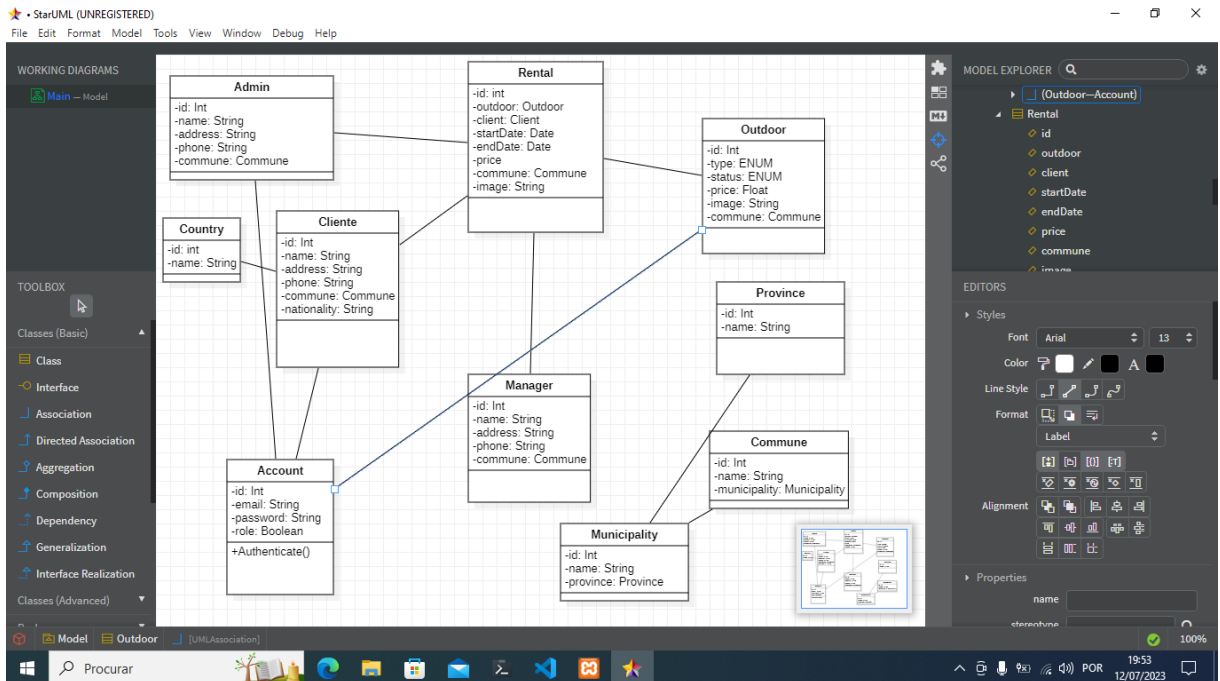 • StarUML (UNREGISTERED)
File Edit Format Model Tools View Window Debug Help
WORKING DIAGRAMS
Main — Model
TOOLBOX
Classes (Basic)
Class
Interface
Association
Directed Association
Aggregation
Composition
Dependency
Generalization
Interface Realization
Classes (Advanced)
Admin
-id: Int
-name: String
-address: String
-phone: String
-commune: Commune
Rental
-id: int
-outdoor: Outdoor
-client: Client
-startDate: Date
-endDate: Date
-price
-commune: Commune
-image: String
Outdoor
-id: Int
-type: ENUM
-status: ENUM
-price: Float
-image: String
-commune: Commune
Country
-id: int
-name: String
Cliente
-id: Int
-name: String
-address: String
-phone: String
-commune: Commune
-nationality: String
Province
-id: Int
-name: String
Manager
-id: Int
-name: String
-address: String
-phone: String
-commune: Commune
Commune
-id: Int
-name: String
-municipality: Municipality
Account
-id: Int
-email: String
-password: String
-role: Boolean
+Authenticate()
Municipality
-id: Int
-name: String
-province: Province
MODEL EXPLORER
(Outdoor—Account)
Rental
id
outdoor
client
startDate
endDate
price
commune
image
EDITORS
Styles
Font Arial 13
Color A
Line Style
Format
Label
Alignment
Properties
name
stereotype
Model Outdoor [UMLAssociation]
100%
Procurar
POR
19:53
12/07/2023